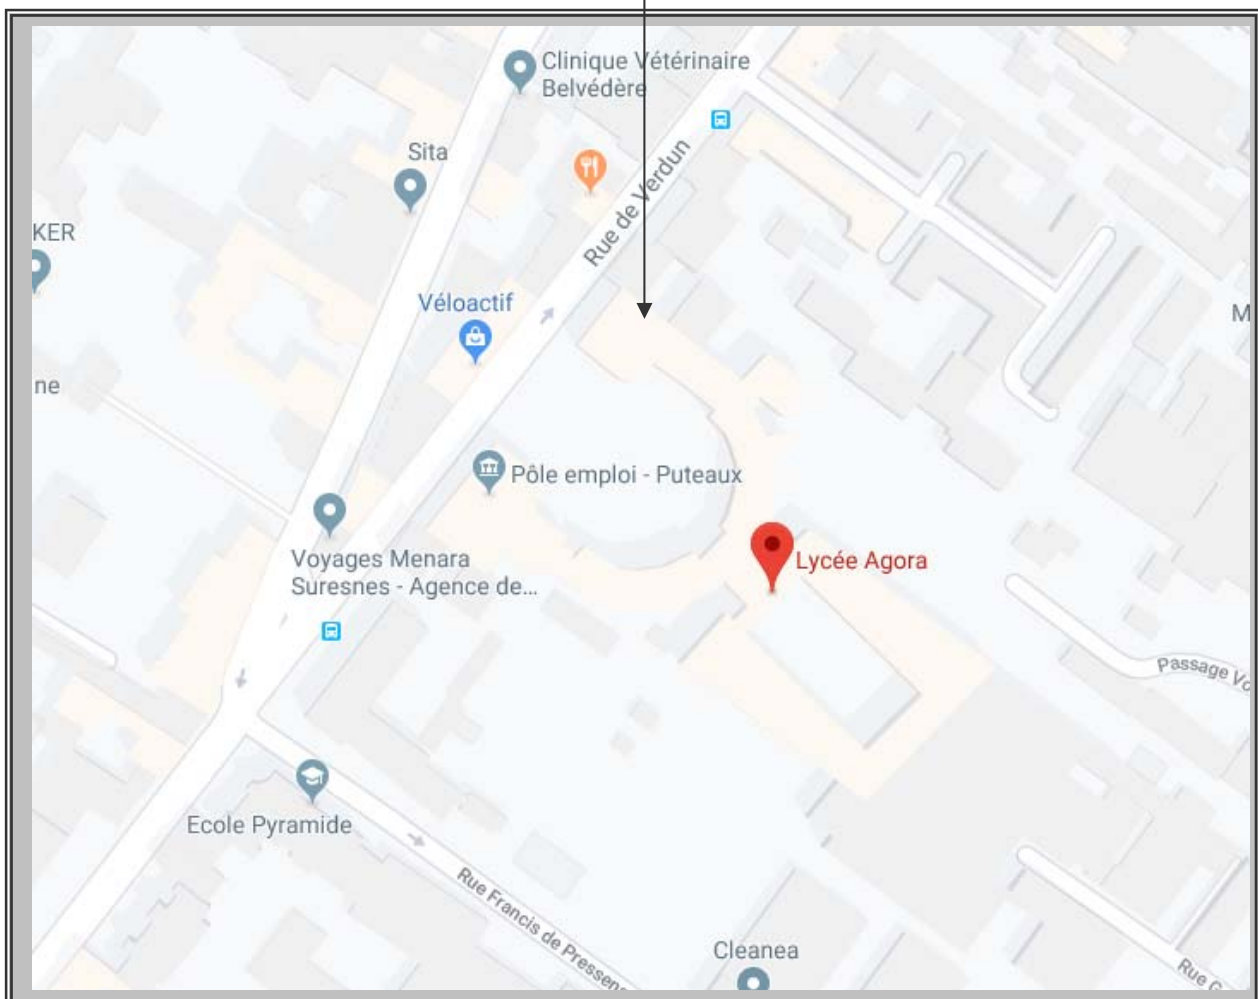 Clinique Vétérinaire
Belvédère
Sita
Rue de Verdun
KER
Véloactif
M
ne
Pôle emploi - Puteaux
Lycée Agora
Voyages Menara
Suresnes - Agence de...
Passage Vo
Ecole Pyramide
Rue Francis de Pressen
Cleanea
Rue G